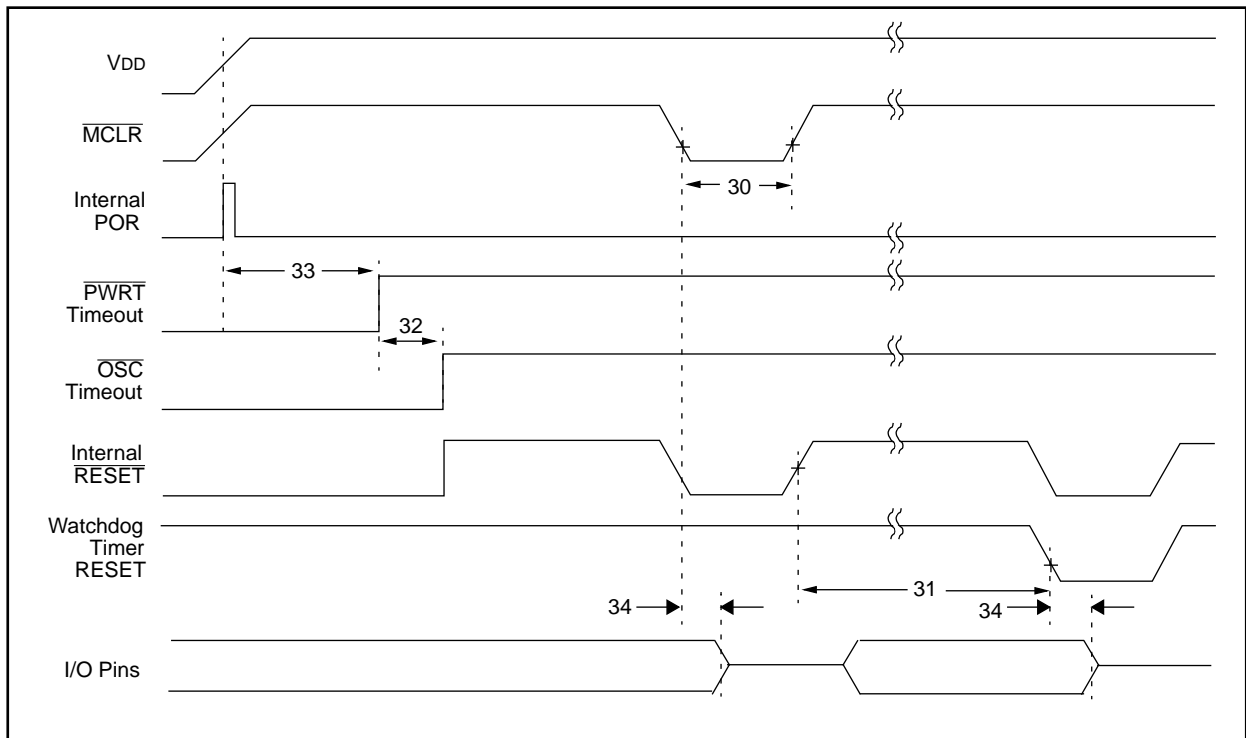 VDD
MCLR
30
Internal
POR
33
PWRT
Timeout
32
OSC
Timeout
Internal
RESET
Watchdog
Timer
RESET
31
34
34
I/O Pins